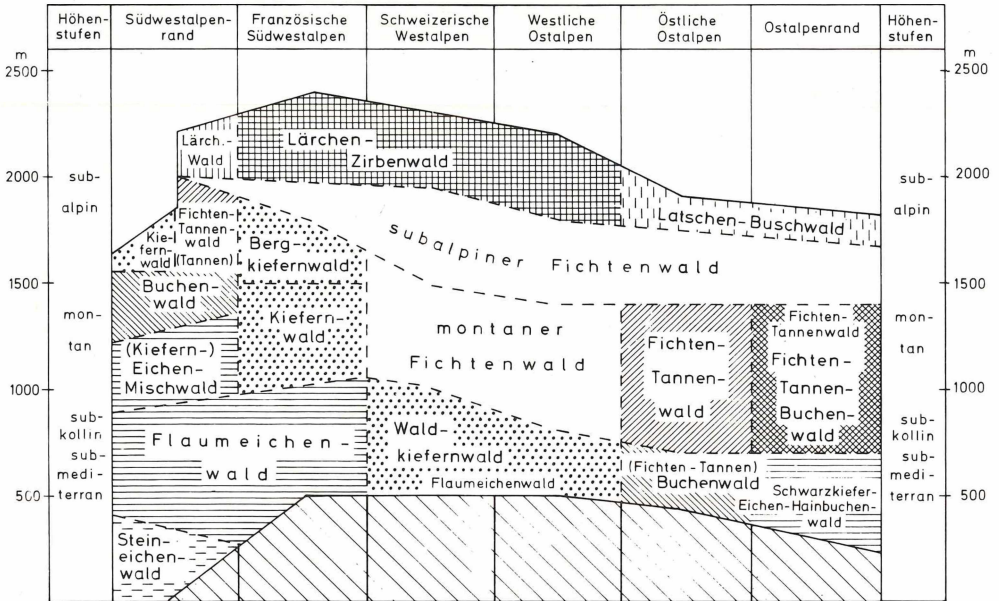 Höhen-
stufen
Südwestalpen-
rand
Französische
Südwestalpen
Schweizerische
Westalpen
Westliche
Ostalpen
Östliche
Ostalpen
Ostalpenrand
Höhen-
stufen
m
2500
2000
1500
1000
500
sub-
alpin
mon-
tan
sub-
kollin
sub-
medi-
terran
Lärch.-
Wald
Fichten-
Tannen-
wald
(Tannen)
Kie-
fern-
wald
Buchen-
wald
(Kiefern-)
Eichen-
Mischwald
Flaumeichen-
wald
Stein-
eichen-
wald
Lärchen-
Zirbenwald
Berg-
kiefernwald
Kiefern-
wald
subalpiner Fichtenwald
montaner
Fichtenwald
Wald-
kiefernwald
Flaumeichenwald
Latschen-Buschwald
Fichten-
Tannen-
wald
(Fichten-Tannen)
Buchenwald
Fichten-
Tannenwald
Fichten-
Tannen-
Buchen-
wald
Schwarzkiefer-
Eichen-Hainbuchen-
wald
m
2500
2000
1500
1000
500
sub-
alpin
mon-
tan
sub-
kollin
sub-
medi-
terran